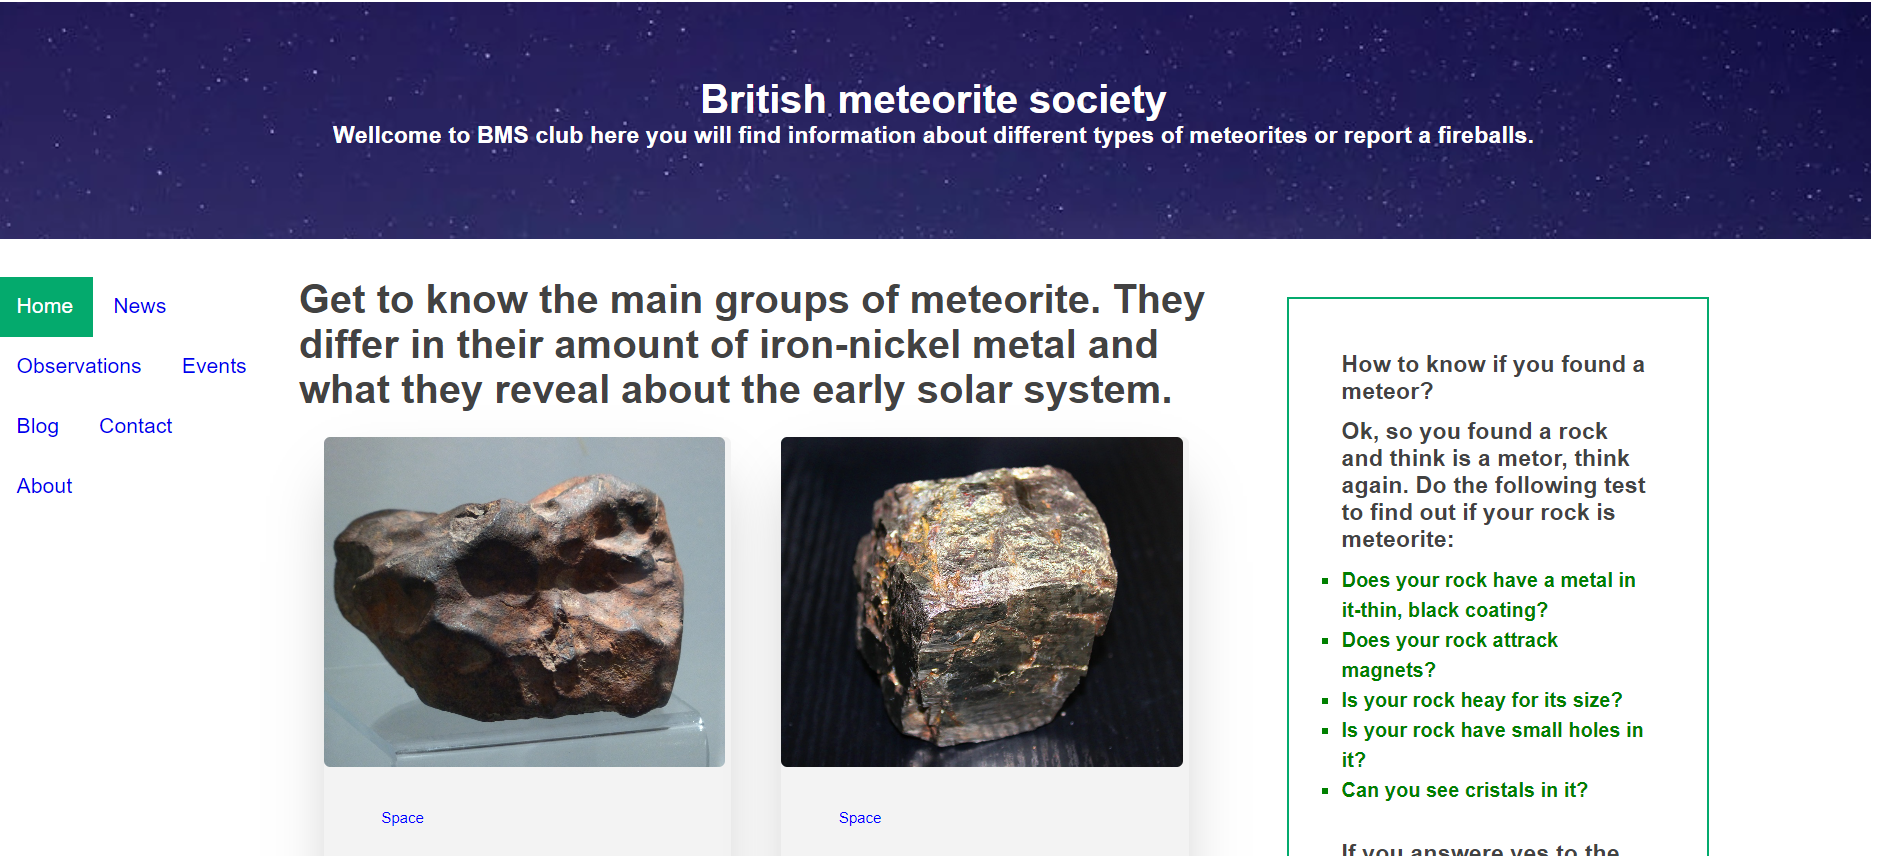 British meteorite society
Wellcome to BMS club here you will find information about different types of meteorites or report a fireballs.
Home News
Observations Events
Blog Contact
About
Get to know the main groups of meteorite. They
differ in their amount of iron-nickel metal and
what they reveal about the early solar system.
Space
Space
How to know if you found a
meteor?
Ok, so you found a rock
and think is a metor, think
again. Do the following test
to find out if your rock is
meteorite:
Does your rock have a metal in
it-thin, black coating?
Does your rock attrack
magnets?
Is your rock heay for its size?
Is your rock have small holes in
it?
Can you see cristals in it?
If you answere yes to the